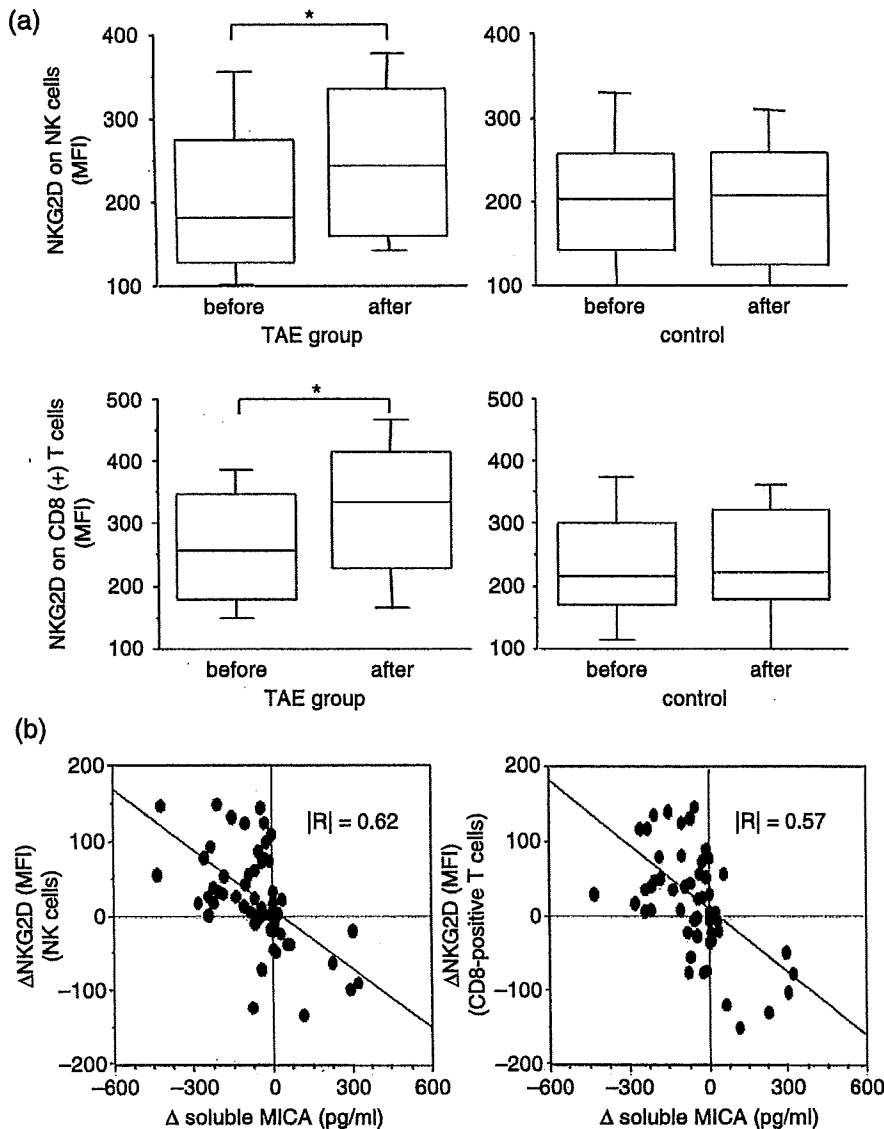 (a)
NKG2D on NK cells
(MFI)
400
300
200
100
*
before
after
TAE group
400
300
200
100
before
after
control
NKG2D on CD8 (+) T cells
(MFI)
500
400
300
200
100
*
before
after
TAE group
500
400
300
200
100
before
after
control
(b)
ΔNKG2D (MFI)
(NK cells)
200
100
0
−100
−200
|R| = 0.62
−600
−300
0
300
600
Δ soluble MICA (pg/ml)
ΔNKG2D (MFI)
(CD8-positive T cells)
200
100
0
−100
−200
|R| = 0.57
−600
−300
0
300
600
Δ soluble MICA (pg/ml)